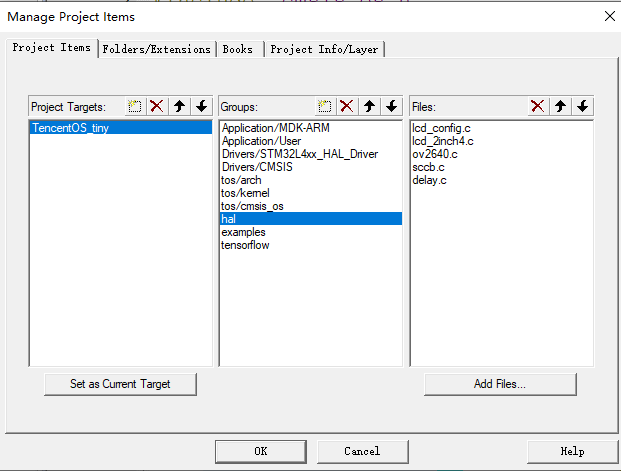 Manage Project Items
Project Items Folders/Extensions Books Project Info/Layer
Project Targets: Groups: Files:
TencentOS_tiny
Application/MDK-ARM
Application/User
Drivers/STM32L4xx_HAL_Driver
Drivers/CMSIS
tos/arch
tos/kernel
tos/cmsis_os
hal
examples
tensorflow
lcd_config.c
lcd_2inch4.c
ov2640.c
sccb.c
delay.c
Set as Current Target Add Files...
OK Cancel Help